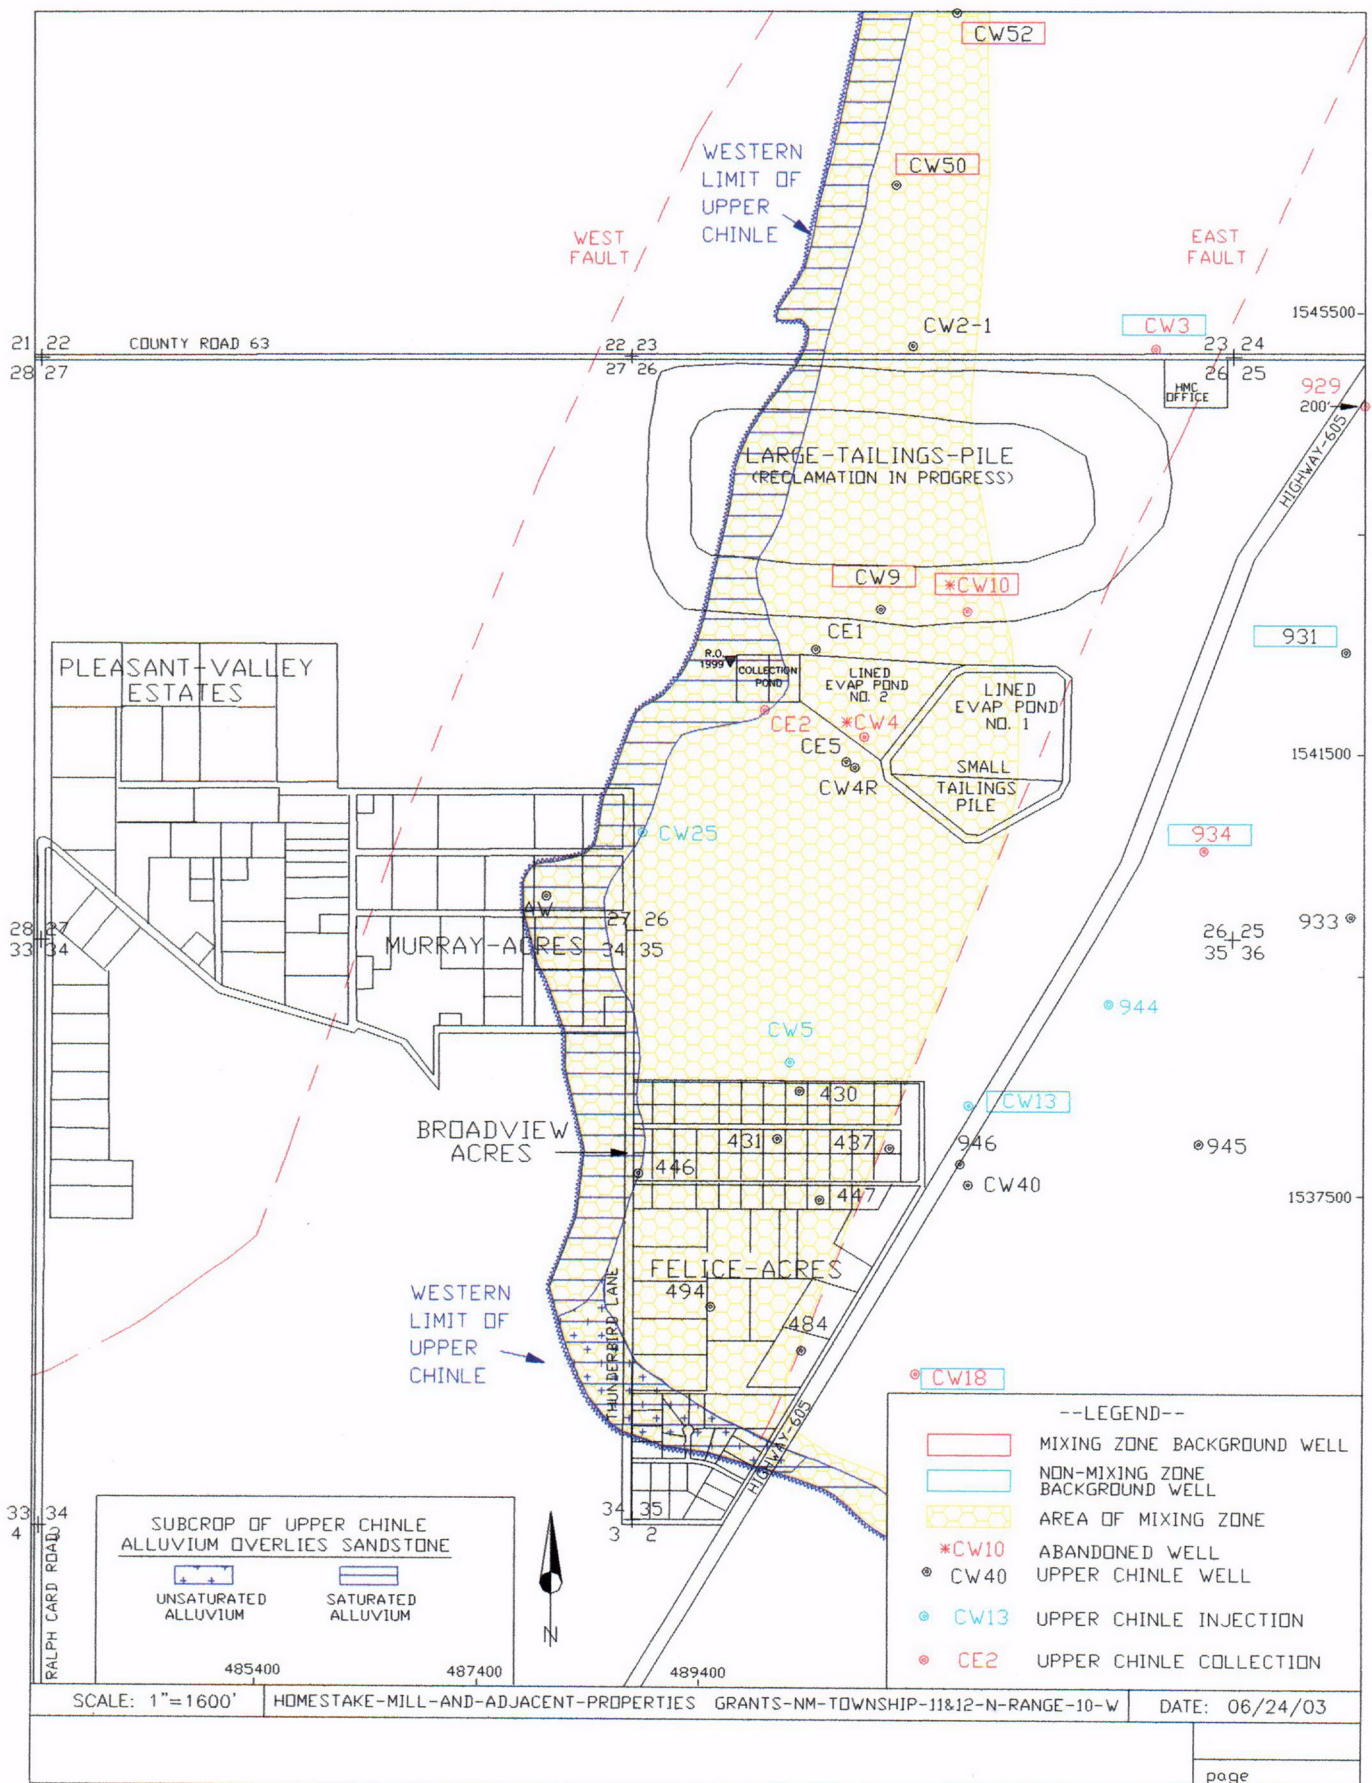 CW52
WESTERN
LIMIT OF
UPPER
CHINLE
CW50
WEST
FAULT
EAST
FAULT
1545500
CW2-1
CW3
21 22
COUNTY ROAD 63
22 23
23 24
28 27
27 26
26 25
HMC
OFFICE
929
200'
HIGHWAY-605
LARGE-TAILINGS-PILE
(RECLAMATION IN PROGRESS)
CW9
*CW10
CE1
931
R.O.
1999
COLLECTION
POND
LINED
EVAP POND
NO. 2
LINED
EVAP POND
NO. 1
PLEASANT-VALLEY
ESTATES
CE2
*CW4
CE5
CW4R
SMALL
TAILINGS
PILE
1541500
CW25
934
AW
28 27
33 34
27 26
34 35
MURRAY-ACRES
933
26 25
35 36
944
CW5
430
CW13
BROADVIEW
ACRES
431
437
946
945
446
CW40
447
1537500
FELICE-ACRES
494
484
THUNDERBIRD LANE
WESTERN
LIMIT OF
UPPER
CHINLE
CW18
HIGHWAY-605
--LEGEND--
MIXING ZONE BACKGROUND WELL
NON-MIXING ZONE
BACKGROUND WELL
AREA OF MIXING ZONE
*CW10 ABANDONED WELL
CW40 UPPER CHINLE WELL
CW13 UPPER CHINLE INJECTION
CE2 UPPER CHINLE COLLECTION
33 34
4
34 35
3 2
RALPH CARD ROAD
SUBCROP OF UPPER CHINLE
ALLUVIUM OVERLIES SANDSTONE
UNSATURATED
ALLUVIUM
SATURATED
ALLUVIUM
N
485400
487400
489400
SCALE: 1"=1600'
HOMESTAKE-MILL-AND-ADJACENT-PROPERTIES GRANTS-NM-TOWNSHIP-11&12-N-RANGE-10-W
DATE: 06/24/03
page